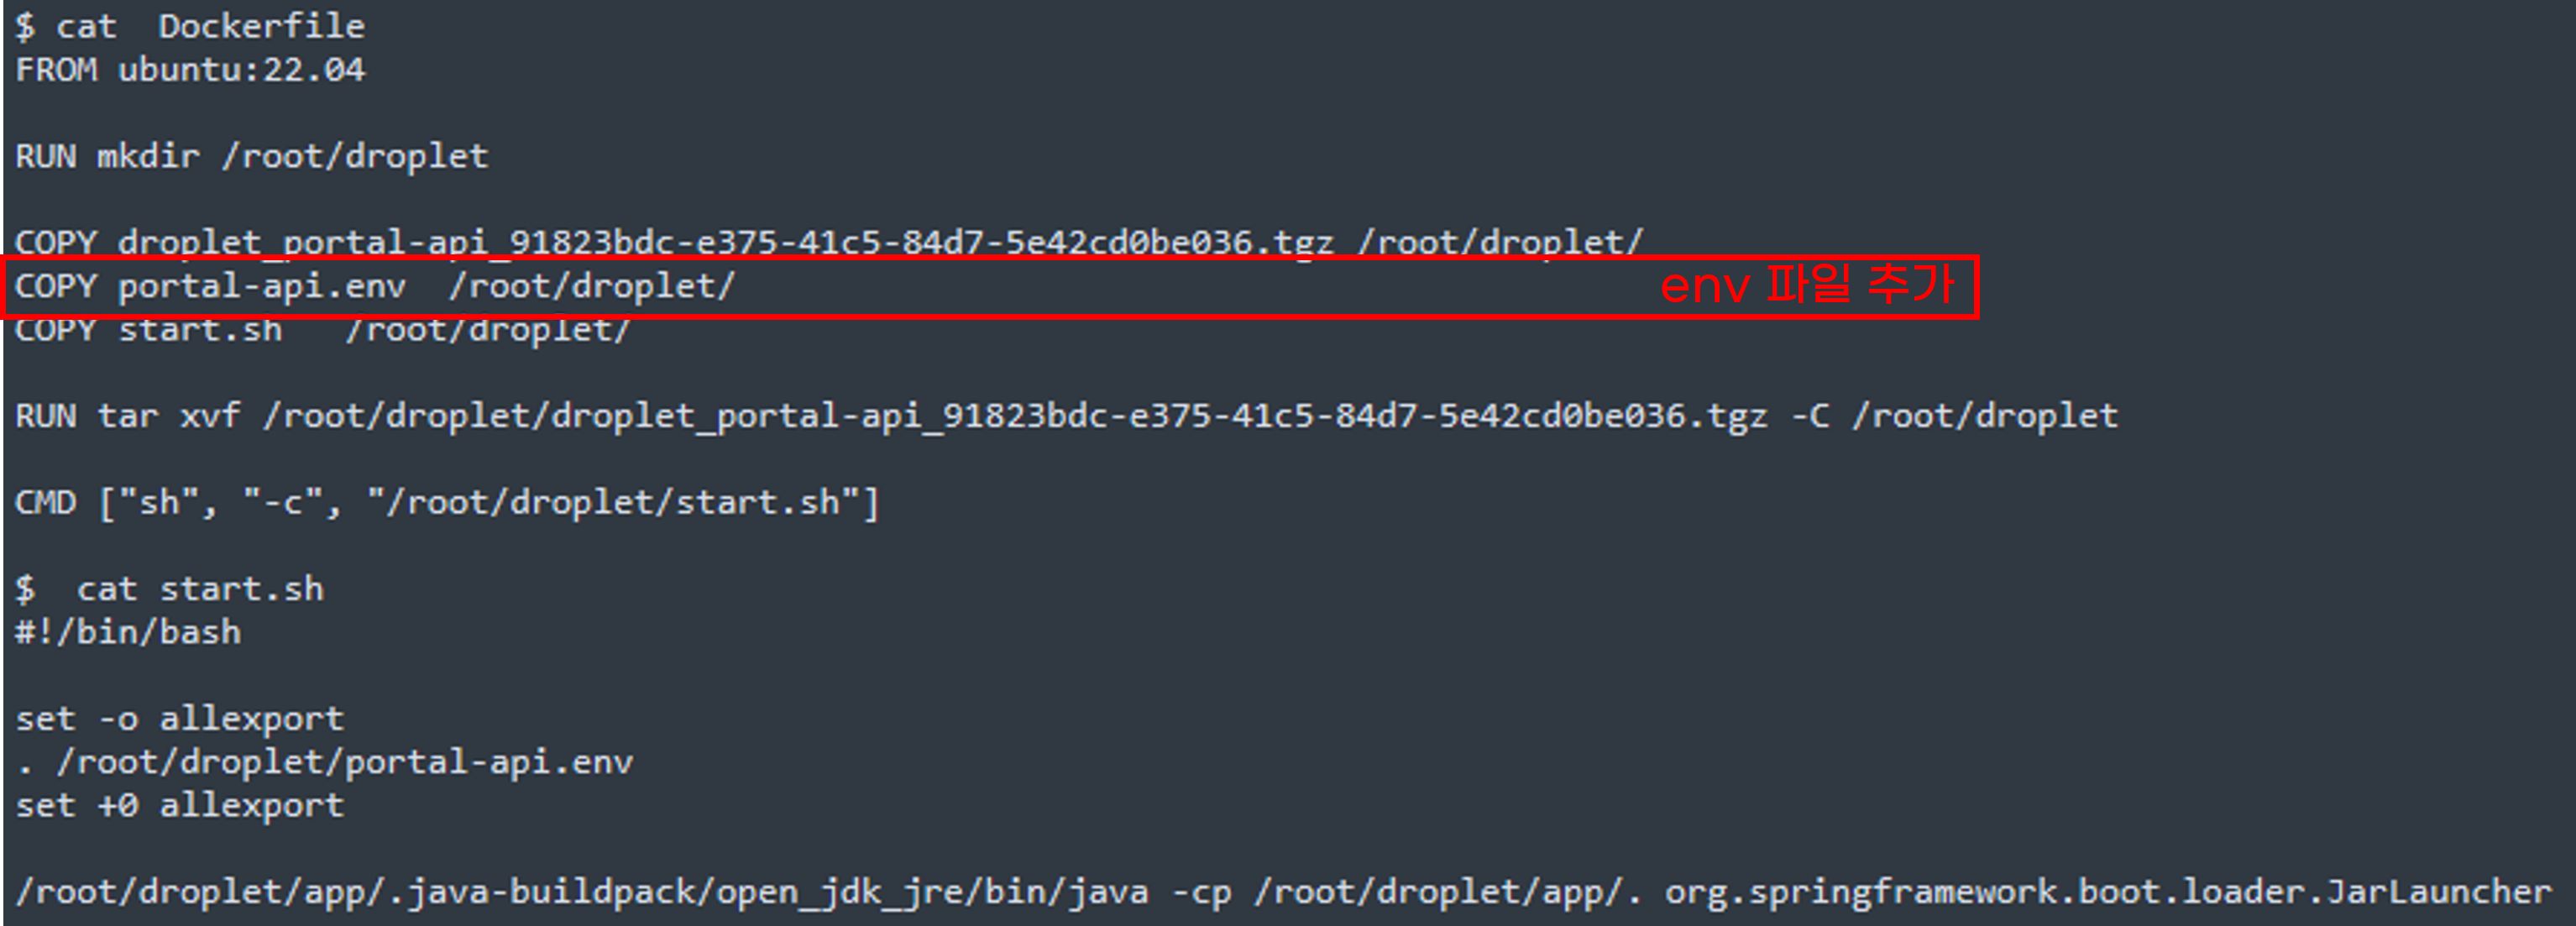 $ cat  Dockerfile
FROM ubuntu:22.04
RUN mkdir /root/droplet
COPY droplet_portal-api_91823bdc-e375-41c5-84d7-5e42cd0be036.tgz /root/droplet/
COPY portal-api.env  /root/droplet/ env 파일 추가
COPY start.sh   /root/droplet/
RUN tar xvf /root/droplet/droplet_portal-api_91823bdc-e375-41c5-84d7-5e42cd0be036.tgz -C /root/droplet
CMD ["sh", "-c", "/root/droplet/start.sh"]
$  cat start.sh
#!/bin/bash
set -o allexport
. /root/droplet/portal-api.env
set +0 allexport
/root/droplet/app/.java-buildpack/open_jdk_jre/bin/java -cp /root/droplet/app/. org.springframework.boot.loader.JarLauncher